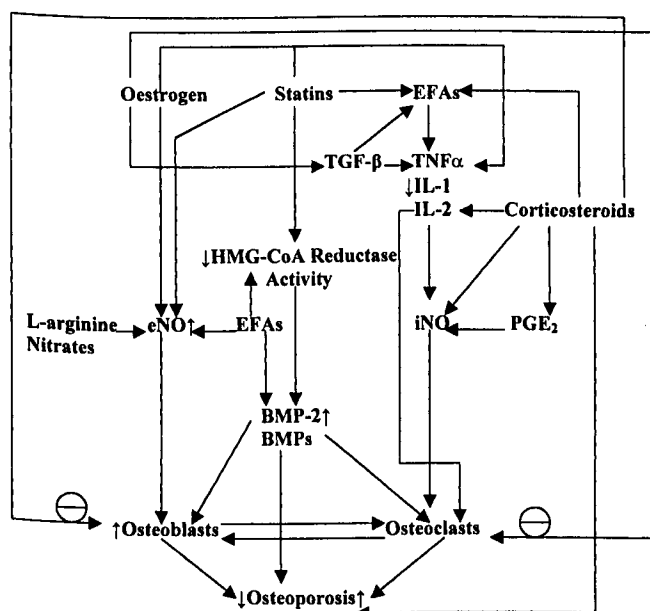 Oestrogen Statins EFAs
TGF-β TNFα
↓IL-1
IL-2 Corticosteroids
↓HMG-CoA Reductase
Activity
L-arginine eNO↑ EFAs iNO PGE₂
Nitrates
BMP-2↑
BMPs
↑Osteoblasts Osteoclasts
↓Osteoporosis↑